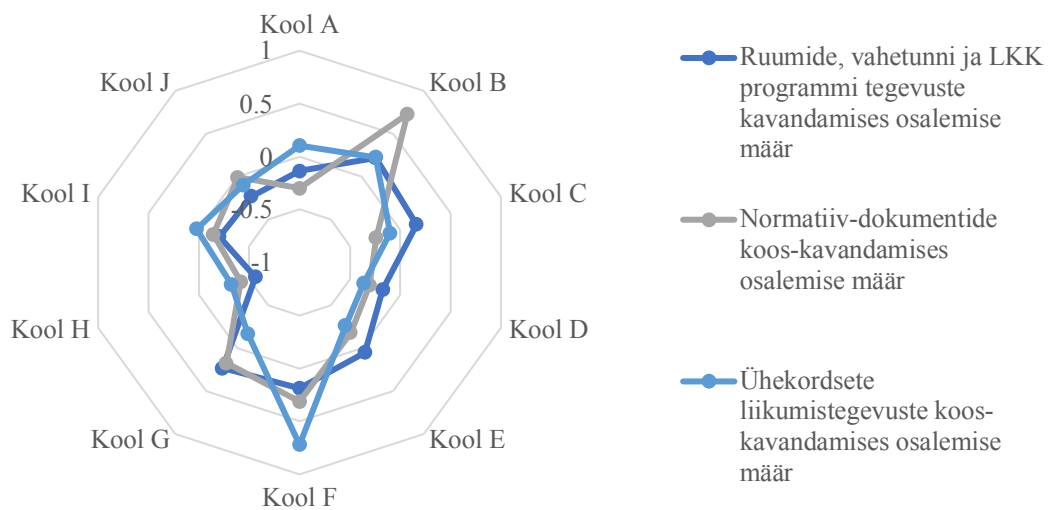 Kool A
Kool B
Kool C
Kool D
Kool E
Kool F
Kool G
Kool H
Kool I
Kool J
1
0.5
0
-0.5
-1
Ruumide, vahetunni ja LKK
programmi tegevuste
kavandamises osalemise
määr
Normatiiv-dokumentide
koos-kavandamises
osalemise määr
Ühekordsete
liikumistegevuste koos-
kavandamises osalemise
määr